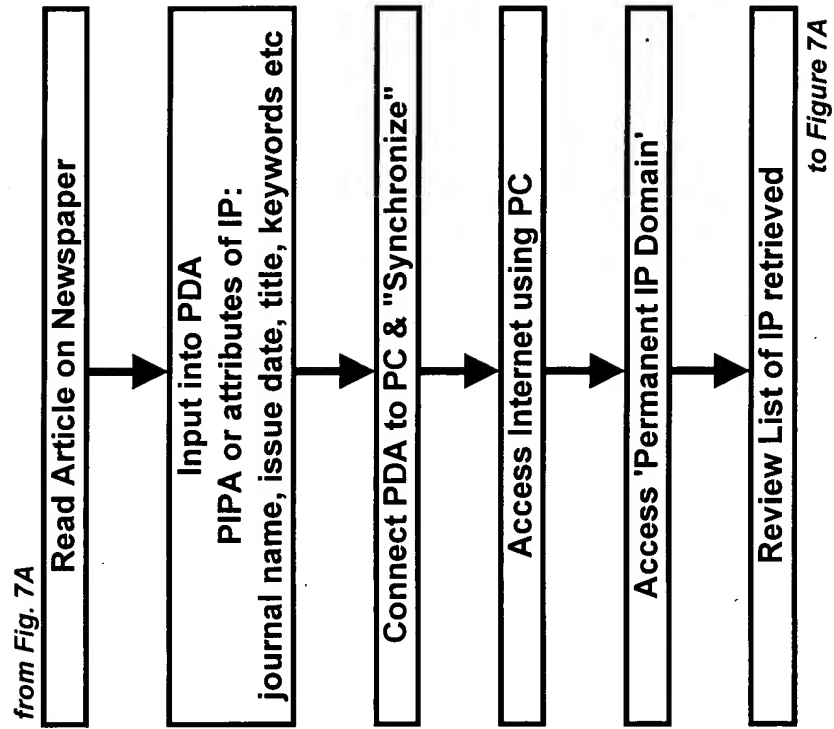 from Fig. 7A
Read Article on Newspaper
Input into PDA
PIPA or attributes of IP:
journal name, issue date, title, keywords etc
Connect PDA to PC & "Synchronize"
Access Internet using PC
Access 'Permanent IP Domain'
Review List of IP retrieved
to Figure 7A